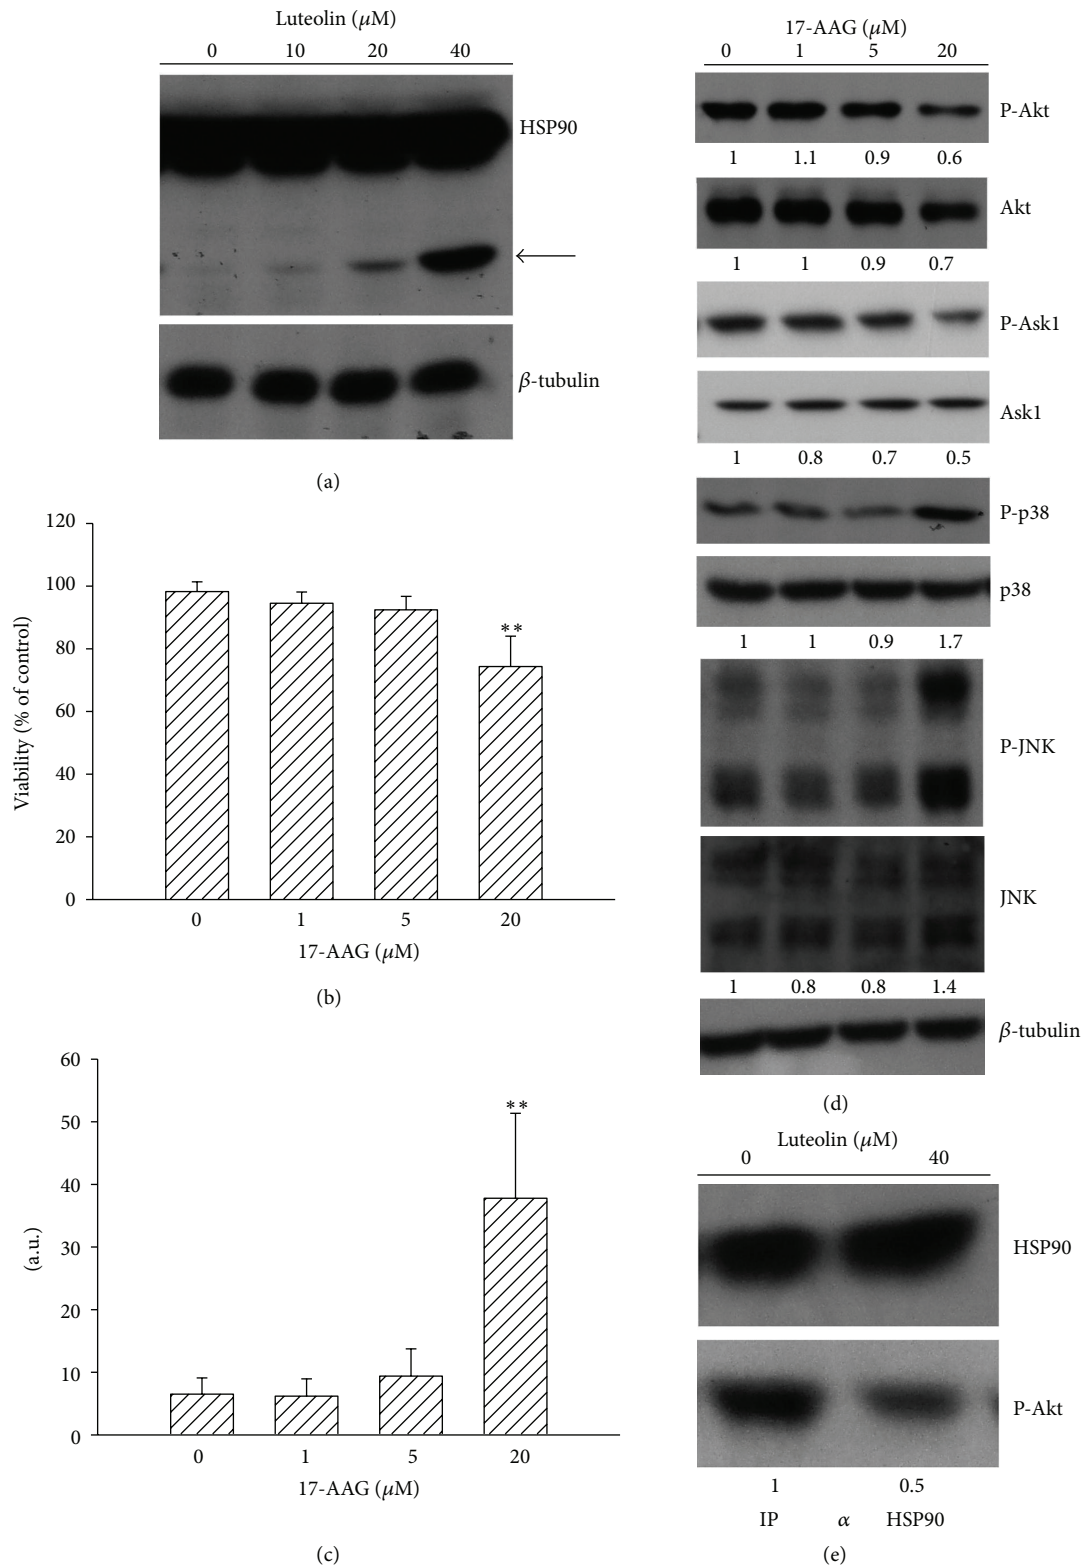 Luteolin (μM)
0 10 20 40
HSP90
β-tubulin
(a)
120
100
80
60
40
20
0
Viability (% of control)
**
0 1 5 20
17-AAG (μM)
(b)
60
50
40
30
20
10
0
(a.u.)
**
0 1 5 20
17-AAG (μM)
(c)
17-AAG (μM)
0 1 5 20
P-Akt
1 1.1 0.9 0.6
Akt
1 1 0.9 0.7
P-Ask1
Ask1
1 0.8 0.7 0.5
P-p38
p38
1 1 0.9 1.7
P-JNK
JNK
1 0.8 0.8 1.4
β-tubulin
(d)
Luteolin (μM)
0 40
HSP90
P-Akt
1 0.5
IP α HSP90
(e)